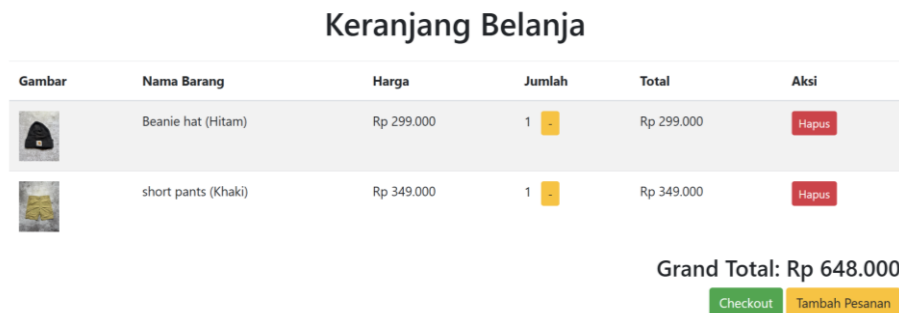 Keranjang Belanja
Gambar Nama Barang Harga Jumlah Total Aksi
Beanie hat (Hitam) Rp 299.000 1 - Rp 299.000 Hapus
short pants (Khaki) Rp 349.000 1 - Rp 349.000 Hapus
Grand Total: Rp 648.000
Checkout Tambah Pesanan